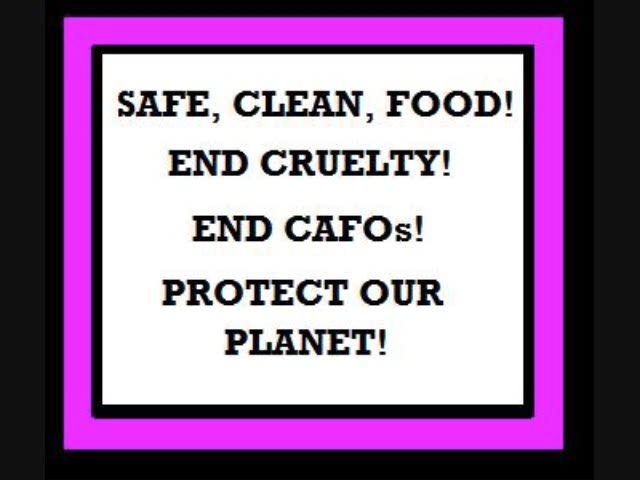 SAFE, CLEAN, FOOD!
END CRUELTY!
END CAFOs!
PROTECT OUR
PLANET!